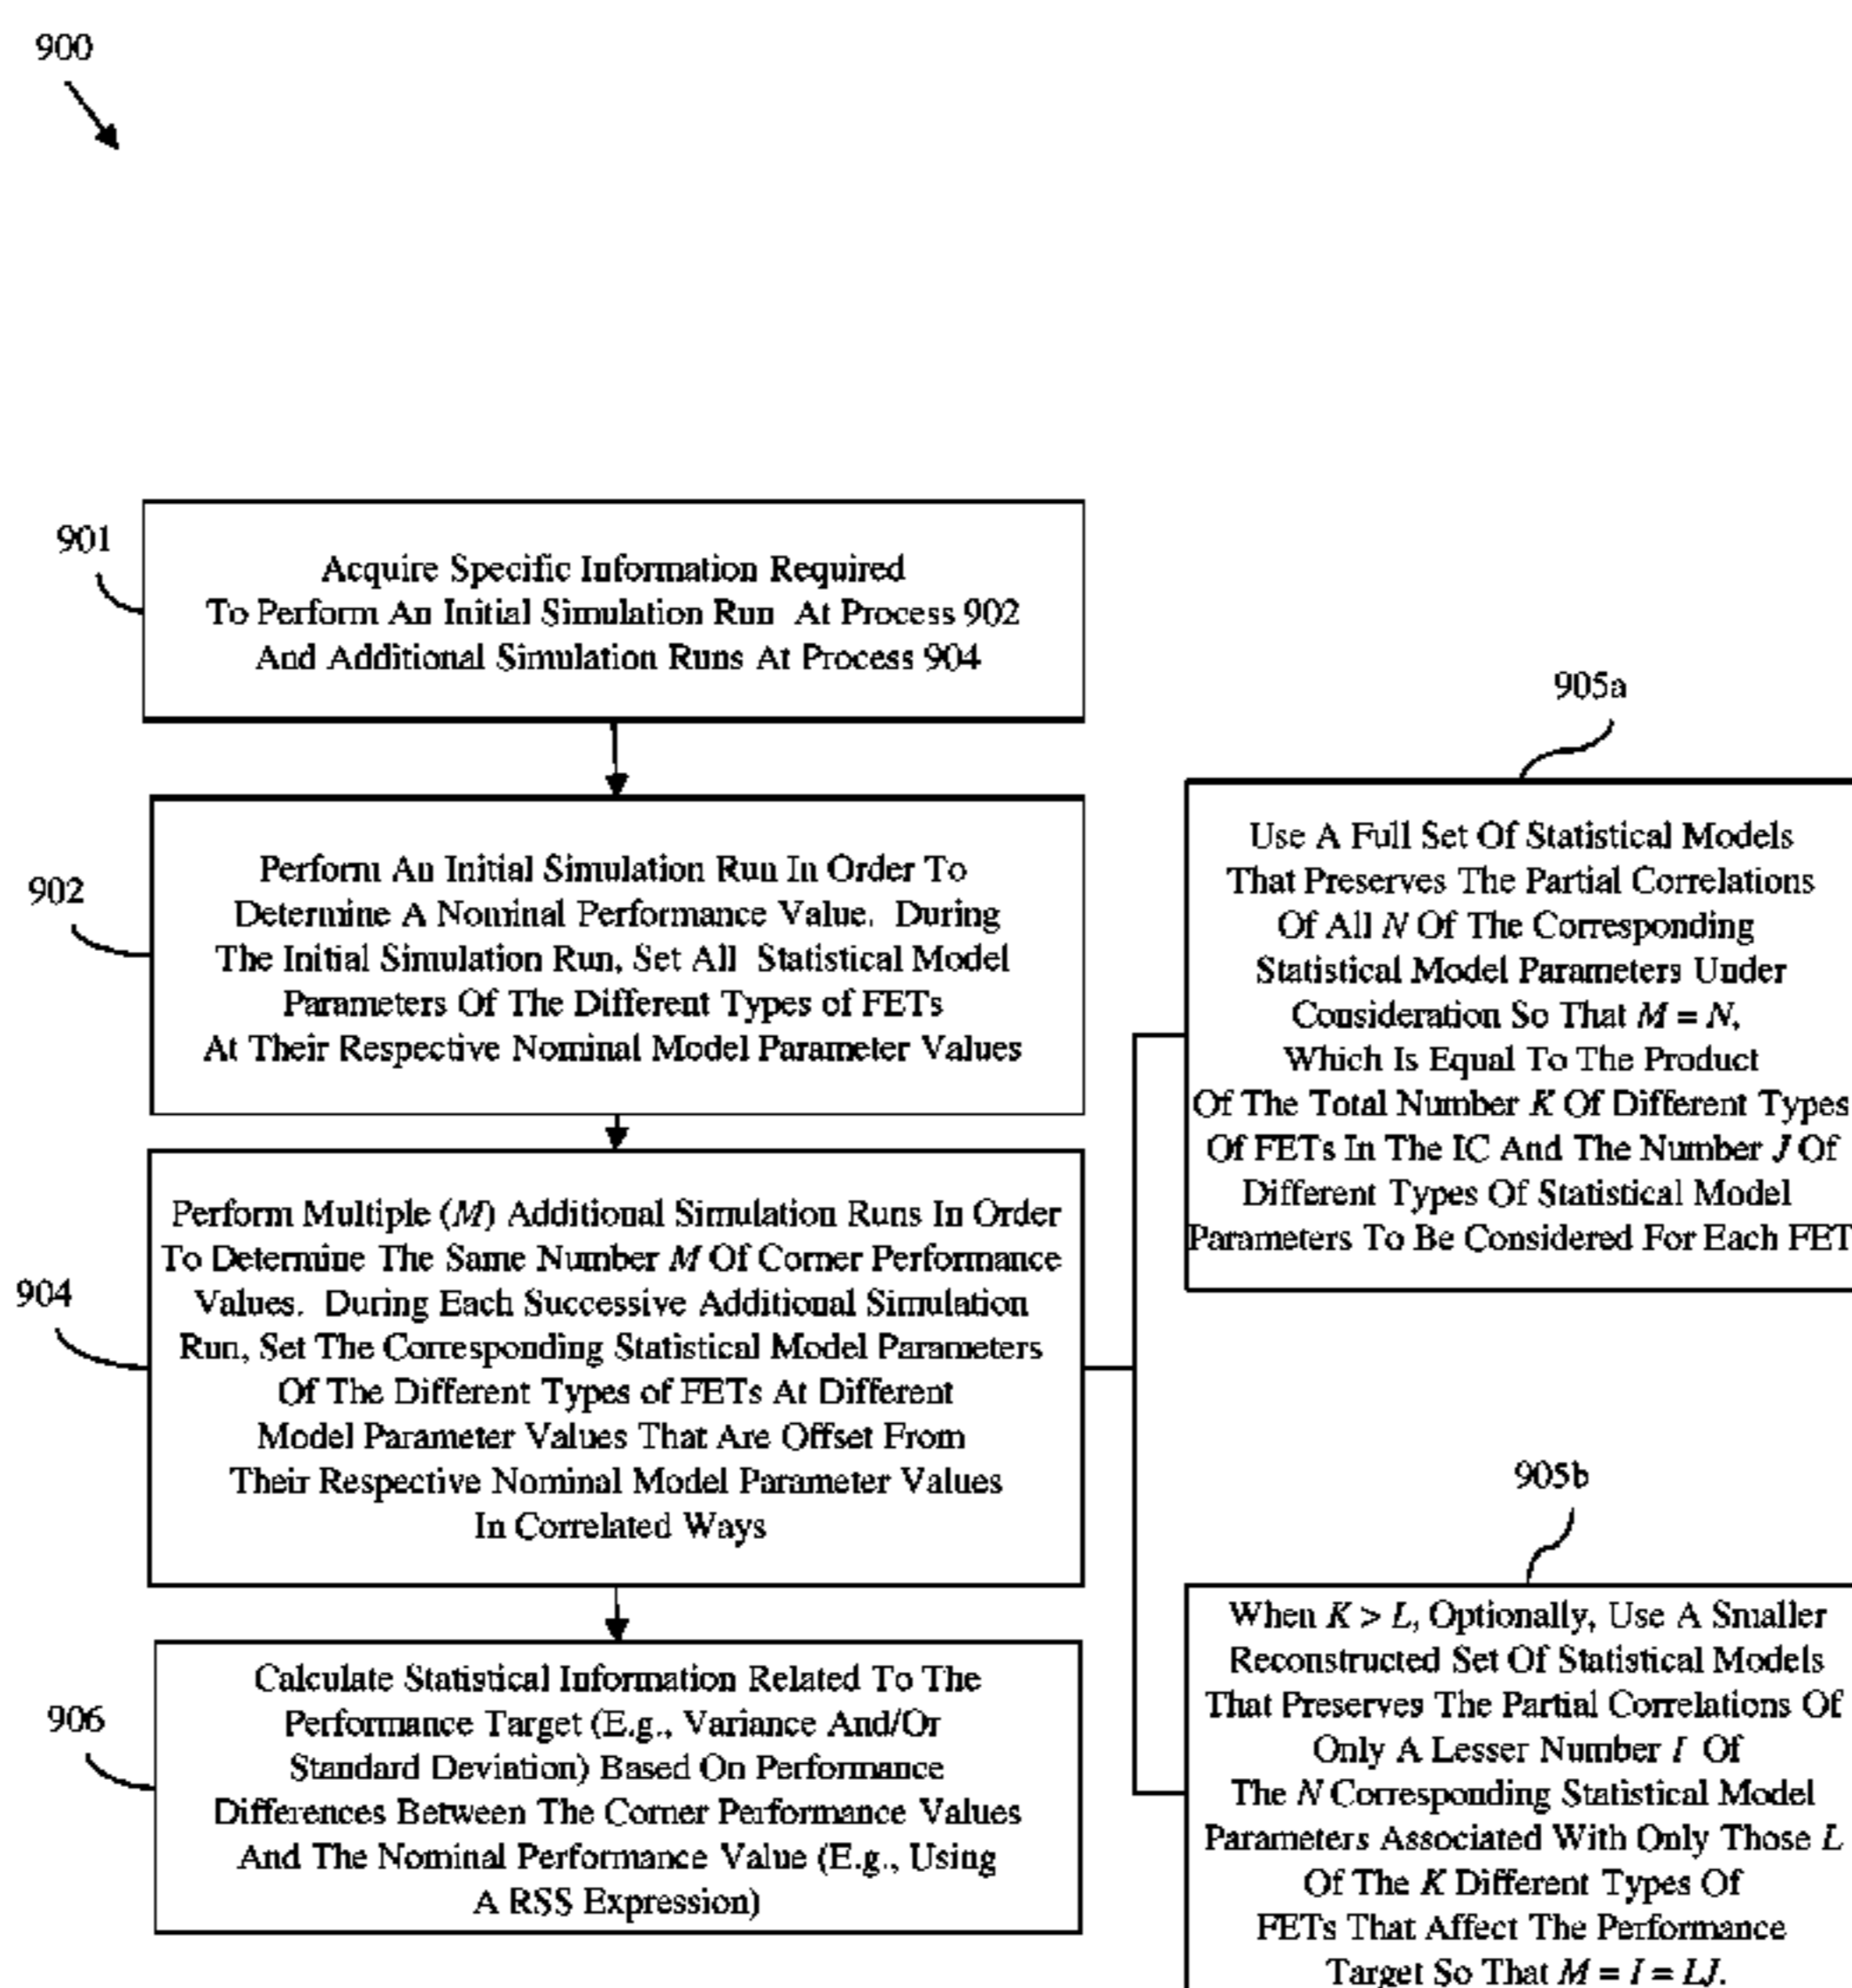 900
901
Acquire Specific Information Required
To Perform An Initial Simulation Run At Process 902
And Additional Simulation Runs At Process 904
902
Perform An Initial Simulation Run In Order To
Determine A Nominal Performance Value. During
The Initial Simulation Run, Set All Statistical Model
Parameters Of The Different Types of FETs
At Their Respective Nominal Model Parameter Values
904
Perform Multiple (M) Additional Simulation Runs In Order
To Determine The Same Number M Of Corner Performance
Values. During Each Successive Additional Simulation
Run, Set The Corresponding Statistical Model Parameters
Of The Different Types of FETs At Different
Model Parameter Values That Are Offset From
Their Respective Nominal Model Parameter Values
In Correlated Ways
906
Calculate Statistical Information Related To The
Performance Target (E.g., Variance And/Or
Standard Deviation) Based On Performance
Differences Between The Corner Performance Values
And The Nominal Performance Value (E.g., Using
A RSS Expression)
905a
Use A Full Set Of Statistical Models
That Preserves The Partial Correlations
Of All N Of The Corresponding
Statistical Model Parameters Under
Consideration So That M = N,
Which Is Equal To The Product
Of The Total Number K Of Different Types
Of FETs In The IC And The Number J Of
Different Types Of Statistical Model
Parameters To Be Considered For Each FET
905b
When K > L, Optionally, Use A Smaller
Reconstructed Set Of Statistical Models
That Preserves The Partial Correlations Of
Only A Lesser Number I Of
The N Corresponding Statistical Model
Parameters Associated With Only Those L
Of The K Different Types Of
FETs That Affect The Performance
Target So That M = I = LJ.